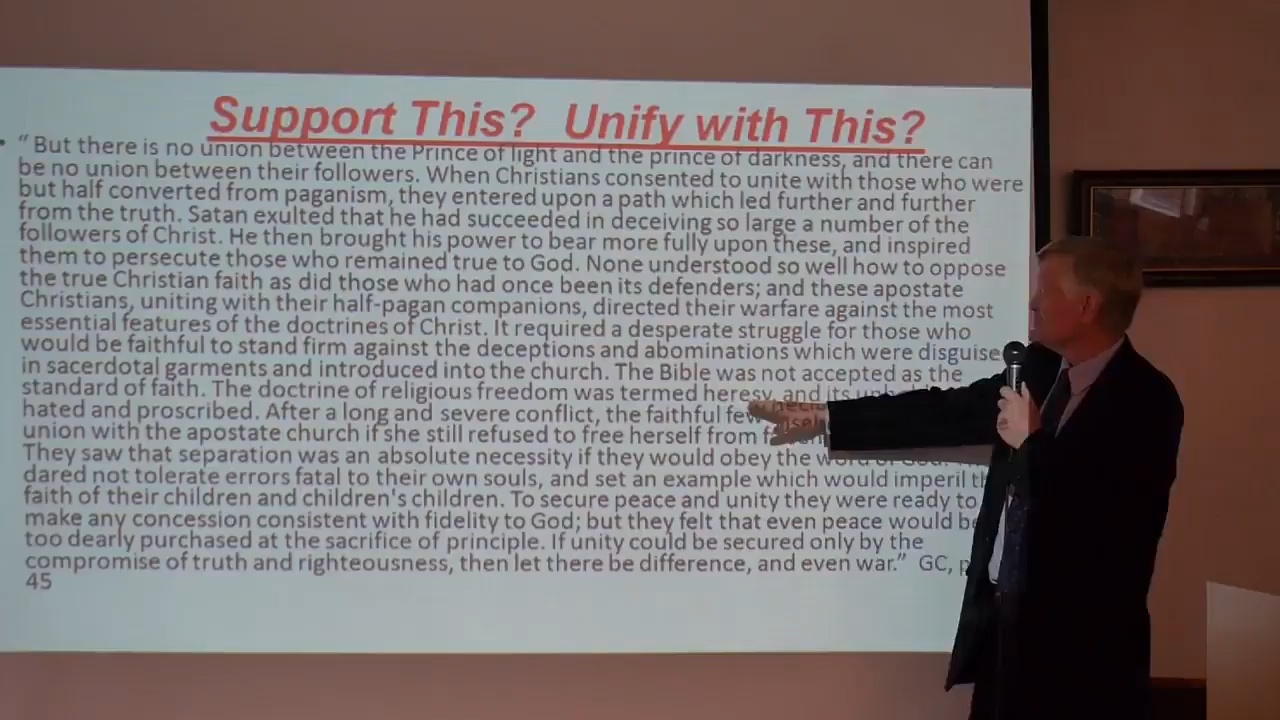 Support This? Unify with This?
• “But there is no union between the Prince of light and the prince of darkness, and there can
be no union between their followers. When Christians consented to unite with those who were
but half converted from paganism, they entered upon a path which led further and further
from the truth. Satan exulted that he had succeeded in deceiving so large a number of the
followers of Christ. He then brought his power to bear more fully upon these, and inspired
them to persecute those who remained true to God. None understood so well how to oppose
the true Christian faith as did those who had once been its defenders; and these apostate
Christians, uniting with their half-pagan companions, directed their warfare against the most
essential features of the doctrines of Christ. It required a desperate struggle for those who
would be faithful to stand firm against the deceptions and abominations which were disguise
in sacerdotal garments and introduced into the church. The Bible was not accepted as the
standard of faith. The doctrine of religious freedom was termed heresy, and its
hated and proscribed. After a long and severe conflict, the faithful few
union with the apostate church if she still refused to free herself from
They saw that separation was an absolute necessity if they would obey the word of God.
dared not tolerate errors fatal to their own souls, and set an example which would imperil th
faith of their children and children's children. To secure peace and unity they were ready to
make any concession consistent with fidelity to God; but they felt that even peace would be
too dearly purchased at the sacrifice of principle. If unity could be secured only by the
compromise of truth and righteousness, then let there be difference, and even war.” GC, p
45